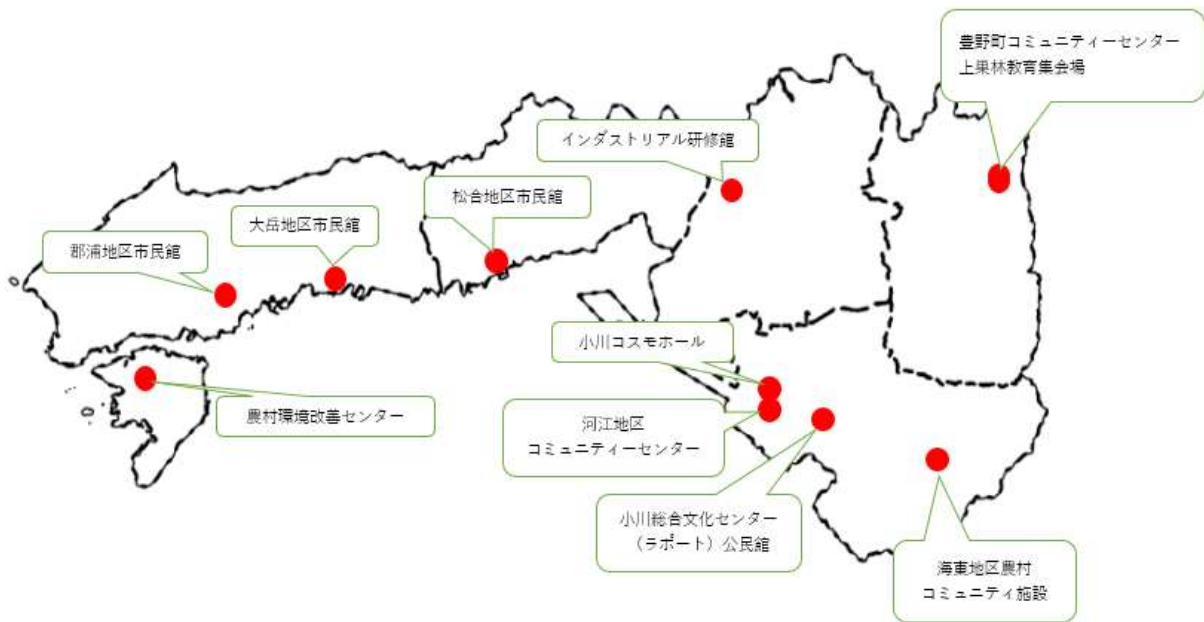 豊野町コミュニティーセンター
上巣林教育集会場
インダストリアル研修館
松合地区市民館
大岳地区市民館
郡浦地区市民館
小川コスモホール
農村環境改善センター
河江地区
コミュニティーセンター
小川総合文化センター
（ラポート）公民館
海東地区農村
コミュニティ施設